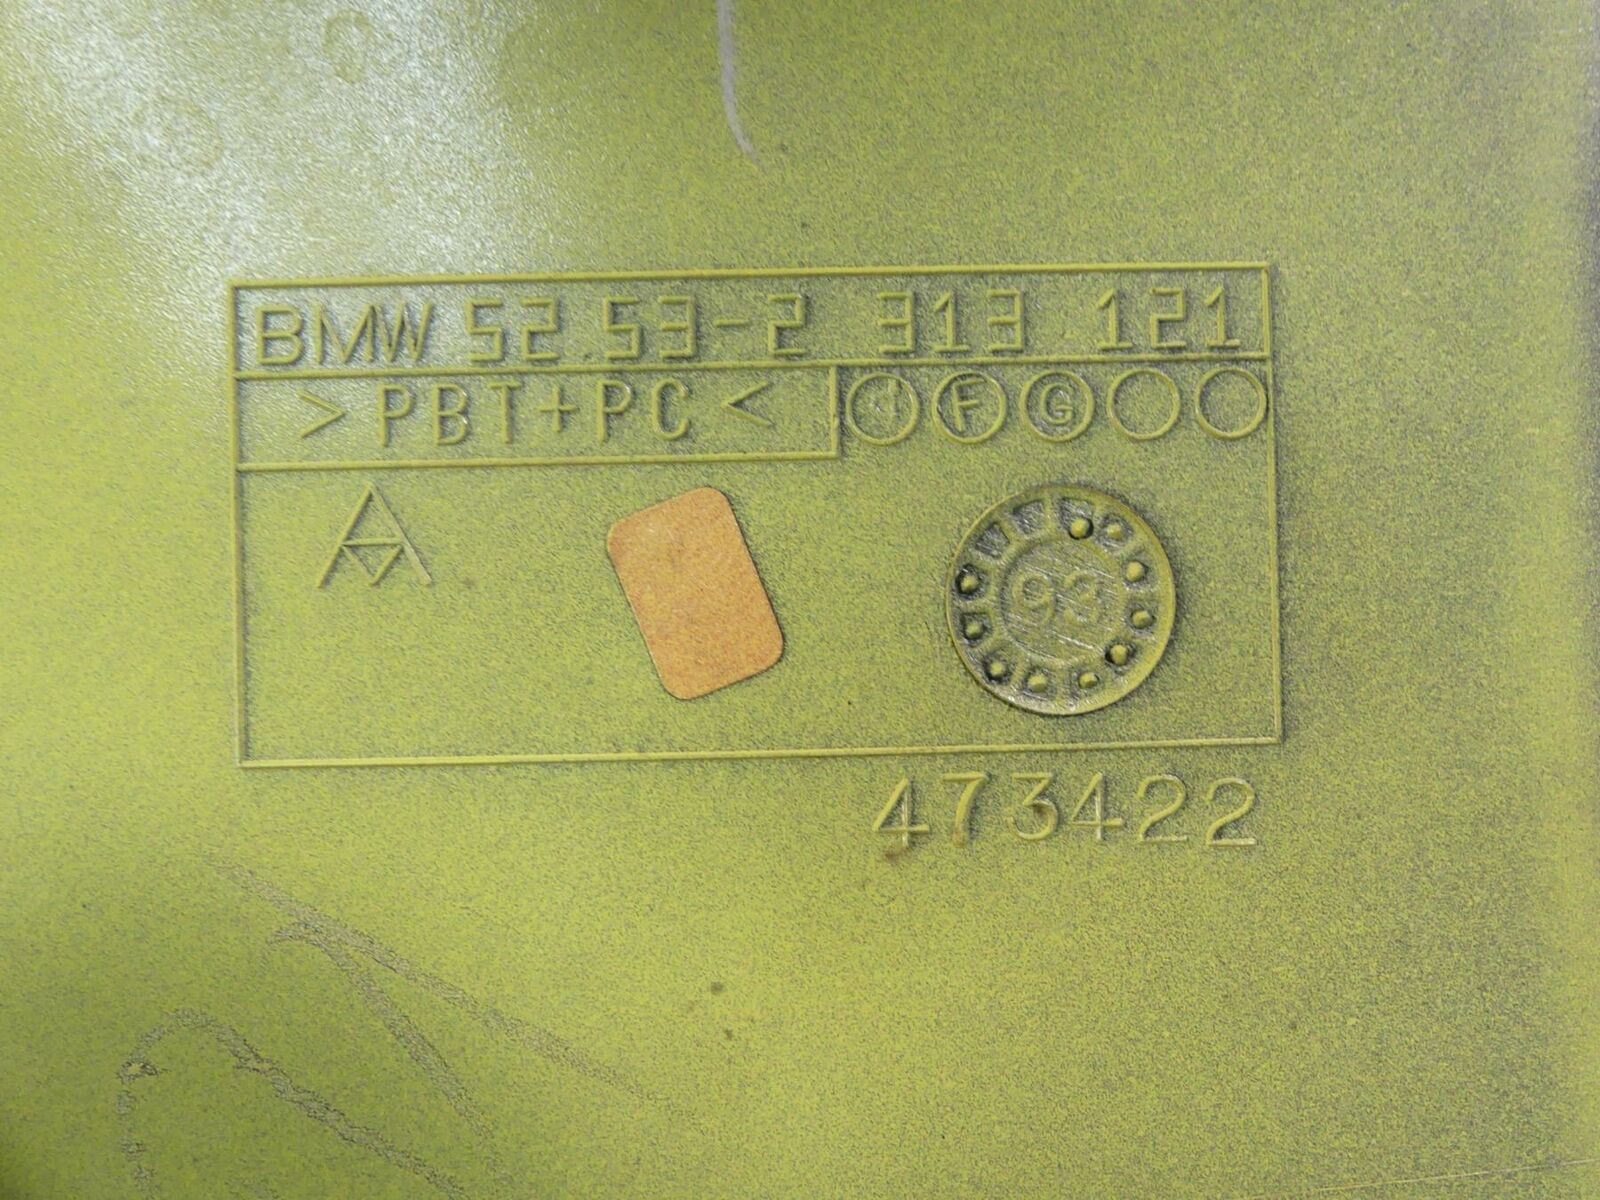 BMW 52.53-2 313 121
>PBT+PC<
F G
93
473422